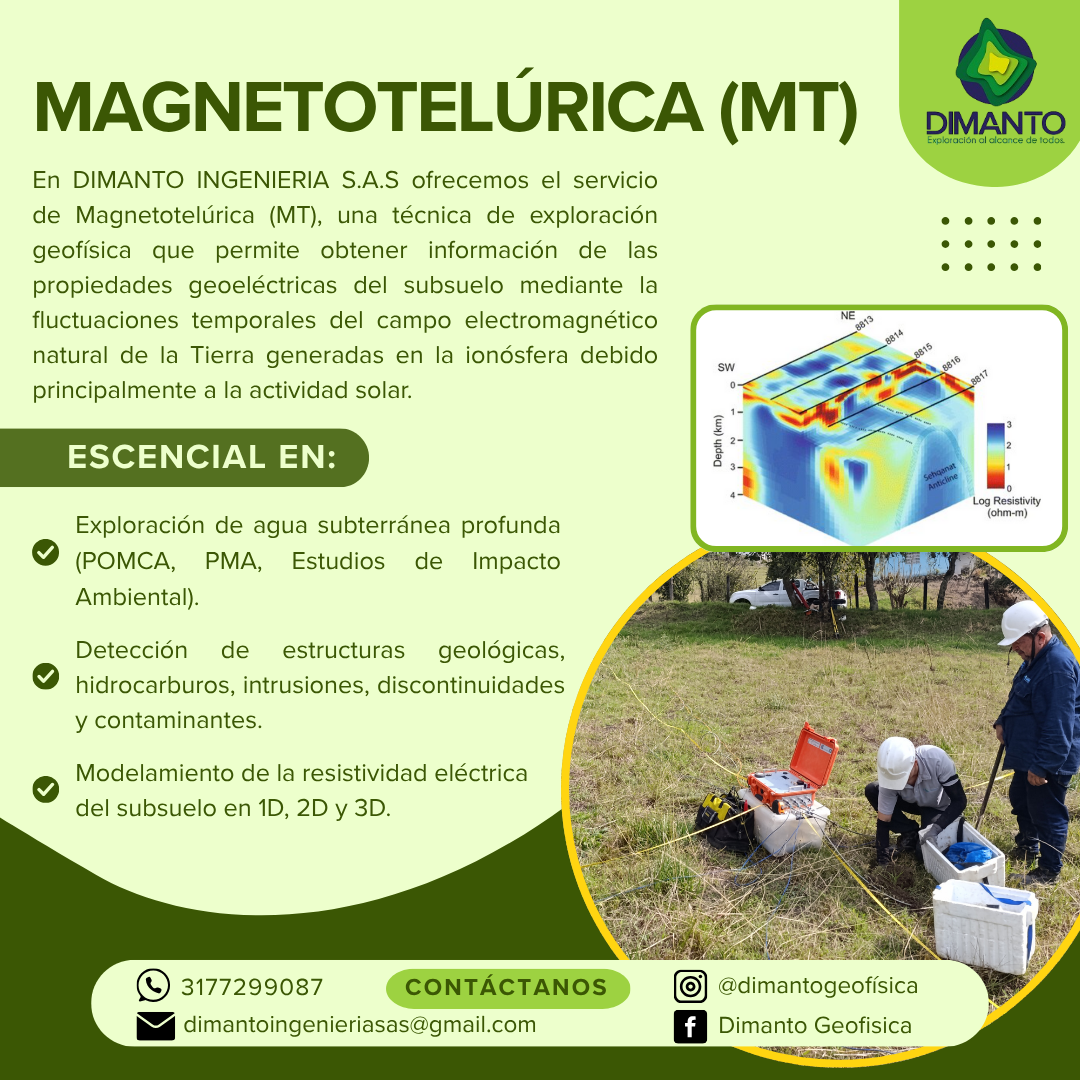 DIMANTO
Exploración al alcance de todos.
MAGNETOTELÚRICA (MT)
En DIMANTO INGENIERIA S.A.S ofrecemos el servicio
de Magnetotelúrica (MT), una técnica de exploración
geofísica que permite obtener información de las
propiedades geoeléctricas del subsuelo mediante la
fluctuaciones temporales del campo electromagnético
natural de la Tierra generadas en la ionósfera debido
principalmente a la actividad solar.
NE
8813
8814
8815
8816
8817
SW
0
1
2
3
4
Depth (km)
Sehqanat
Anticline
3
2
1
0
Log Resistivity
(ohm-m)
ESCENCIAL EN:
Exploración de agua subterránea profunda
(POMCA, PMA, Estudios de Impacto
Ambiental).
Detección de estructuras geológicas,
hidrocarburos, intrusiones, discontinuidades
y contaminantes.
Modelamiento de la resistividad eléctrica
del subsuelo en 1D, 2D y 3D.
3177299087
CONTÁCTANOS
@dimantogeofísica
dimantoingenieriasas@gmail.com
Dimanto Geofisica